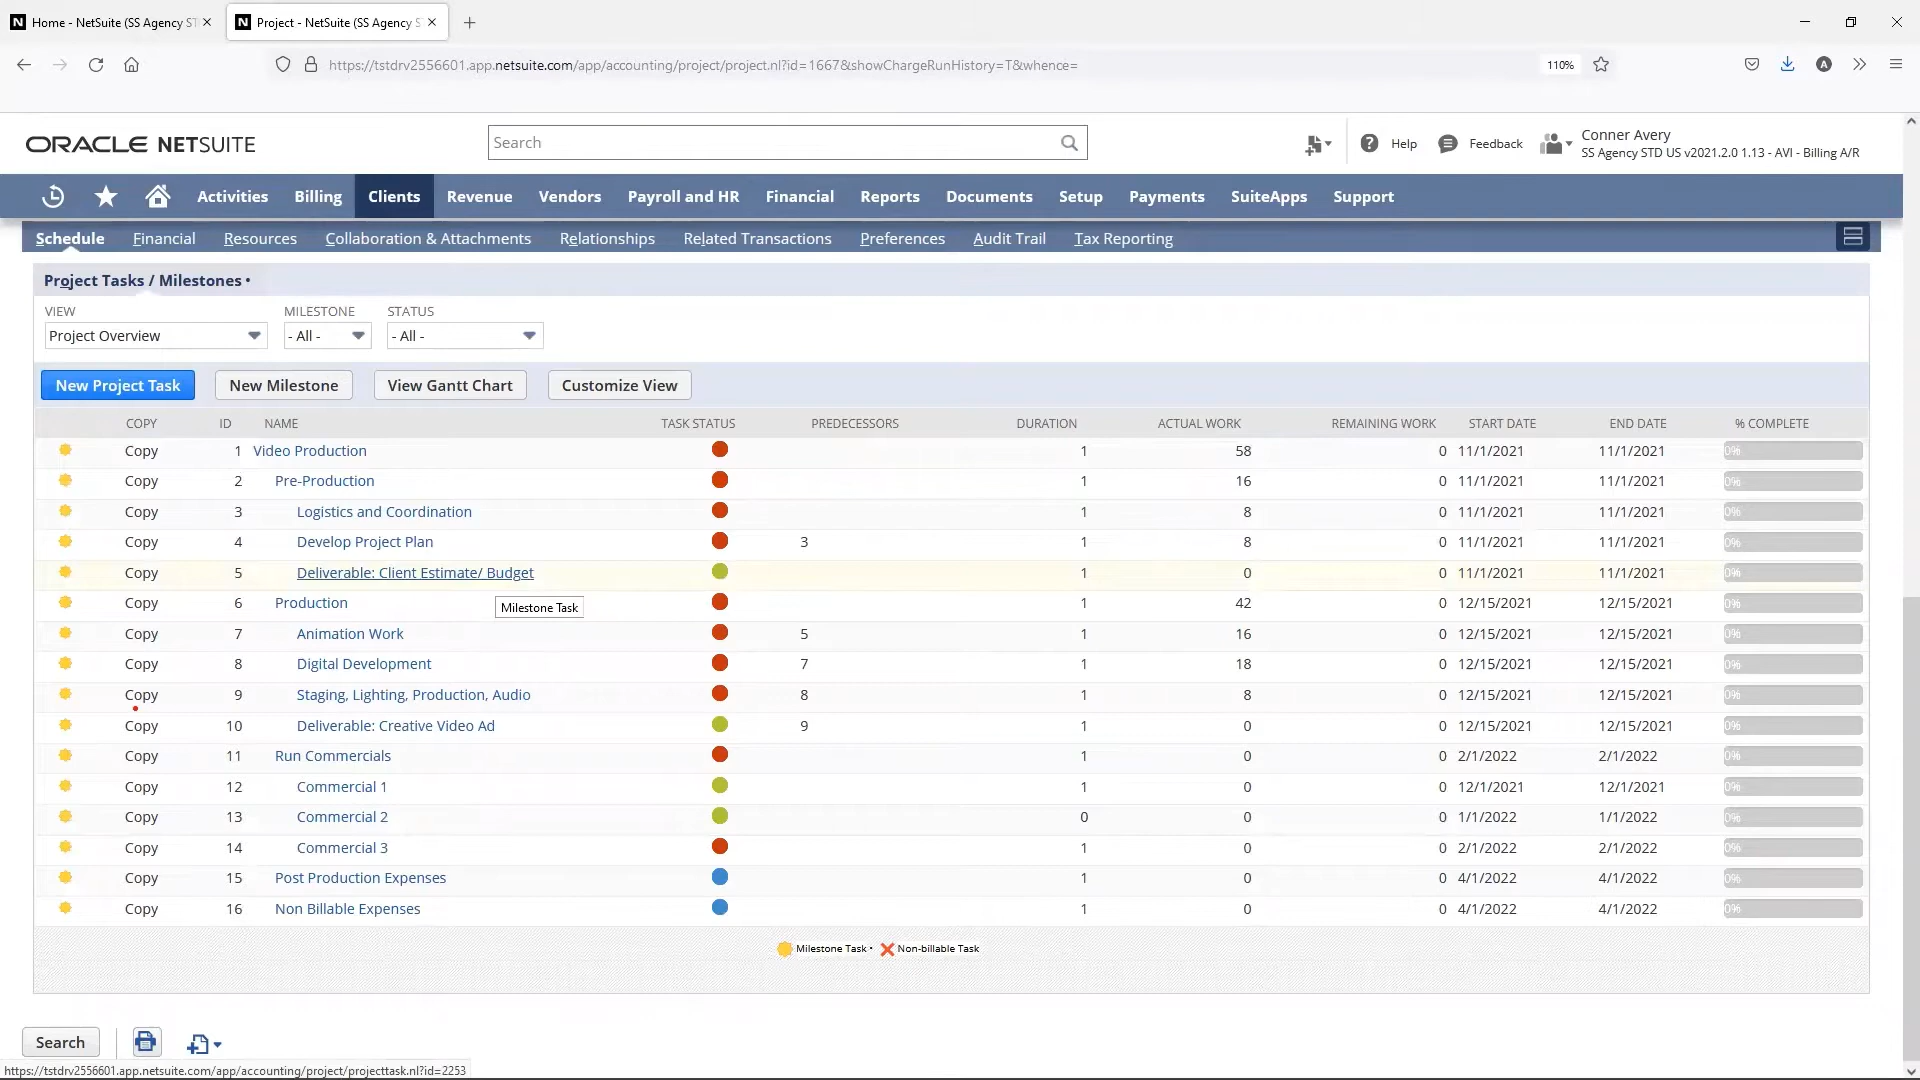 Home - NetSuite (SS Agency ST
Project - NetSuite (SS Agency S
https://tstdrv2556601.app.netsuite.com/app/accounting/project/project.nl?id=1667&showChargeRunHistory=T&whence=
110%
ORACLE NETSUITE
Search
Help
Feedback
Conner Avery
SS Agency STD US v2021.2.0 1.13 - AVI - Billing A/R
Activities Billing Clients Revenue Vendors Payroll and HR Financial Reports Documents Setup Payments SuiteApps Support
Schedule Financial Resources Collaboration & Attachments Relationships Related Transactions Preferences Audit Trail Tax Reporting
Project Tasks / Milestones •
VIEW MILESTONE STATUS
Project Overview - All - - All -
New Project Task New Milestone View Gantt Chart Customize View
COPY ID NAME TASK STATUS PREDECESSORS DURATION ACTUAL WORK REMAINING WORK START DATE END DATE % COMPLETE
Copy 1 Video Production 1 58 0 11/1/2021 11/1/2021 0%
Copy 2 Pre-Production 1 16 0 11/1/2021 11/1/2021 0%
Copy 3 Logistics and Coordination 1 8 0 11/1/2021 11/1/2021 0%
Copy 4 Develop Project Plan 3 1 8 0 11/1/2021 11/1/2021 0%
Copy 5 Deliverable: Client Estimate/ Budget 1 0 0 11/1/2021 11/1/2021 0%
Copy 6 Production 1 42 0 12/15/2021 12/15/2021 0%
Milestone Task
Copy 7 Animation Work 5 1 16 0 12/15/2021 12/15/2021 0%
Copy 8 Digital Development 7 1 18 0 12/15/2021 12/15/2021 0%
Copy 9 Staging, Lighting, Production, Audio 8 1 8 0 12/15/2021 12/15/2021 0%
Copy 10 Deliverable: Creative Video Ad 9 1 0 0 12/15/2021 12/15/2021 0%
Copy 11 Run Commercials 1 0 0 2/1/2022 2/1/2022 0%
Copy 12 Commercial 1 1 0 0 12/1/2021 12/1/2021 0%
Copy 13 Commercial 2 0 0 0 1/1/2022 1/1/2022 0%
Copy 14 Commercial 3 1 0 0 2/1/2022 2/1/2022 0%
Copy 15 Post Production Expenses 1 0 0 4/1/2022 4/1/2022 0%
Copy 16 Non Billable Expenses 1 0 0 4/1/2022 4/1/2022 0%
Milestone Task • Non-billable Task
Search
https://tstdrv2556601.app.netsuite.com/app/accounting/project/projecttask.nl?id=2253